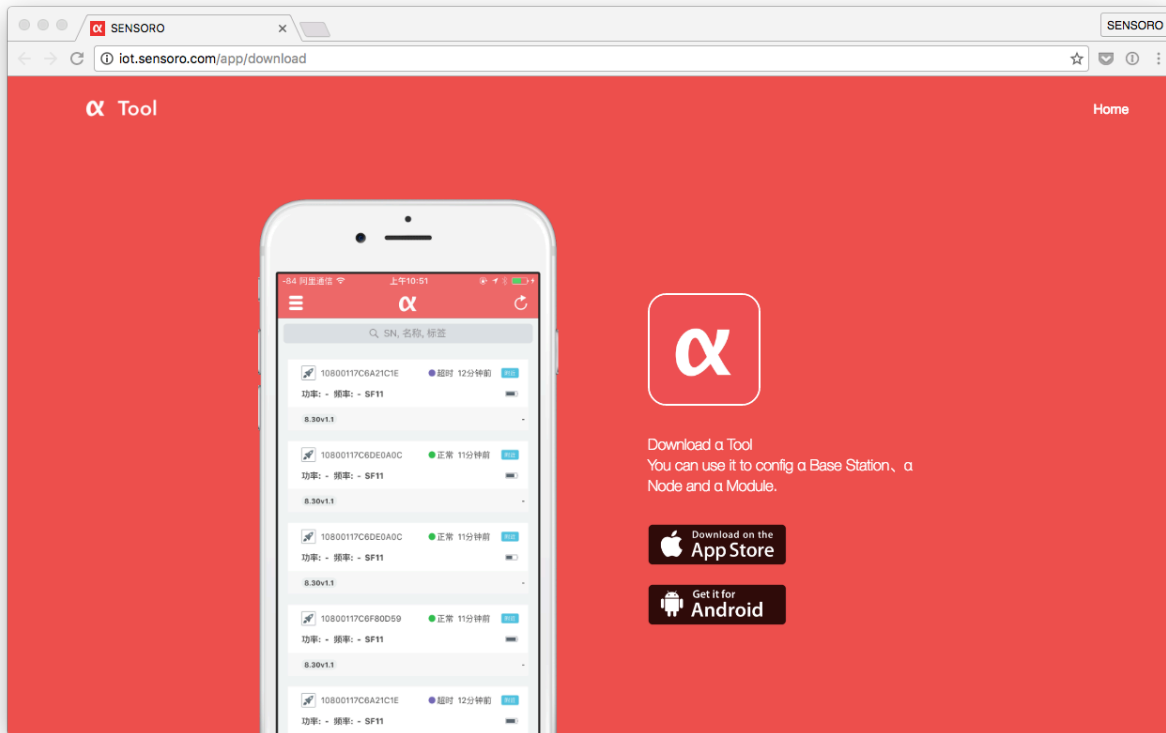 SENSORO
SENSORO
iot.sensoro.com/app/download
α Tool
Home
-84 阿里通信 上午10:51
α
SN, 名称, 标签
10800117C6A21C1E 超时 12分钟前
功率: - 频率: - SF11
8.30v1.1 -
10800117C6DE0A0C 正常 11分钟前
功率: - 频率: - SF11
8.30v1.1 -
10800117C6DE0A0C 正常 11分钟前
功率: - 频率: - SF11
8.30v1.1 -
10800117C6F80D59 正常 11分钟前
功率: - 频率: - SF11
8.30v1.1 -
10800117C6A21C1E 超时 12分钟前
功率: - 频率: - SF11
α
Download α Tool
You can use it to config α Base Station、α
Node and α Module.
Download on the
App Store
Get it for
Android